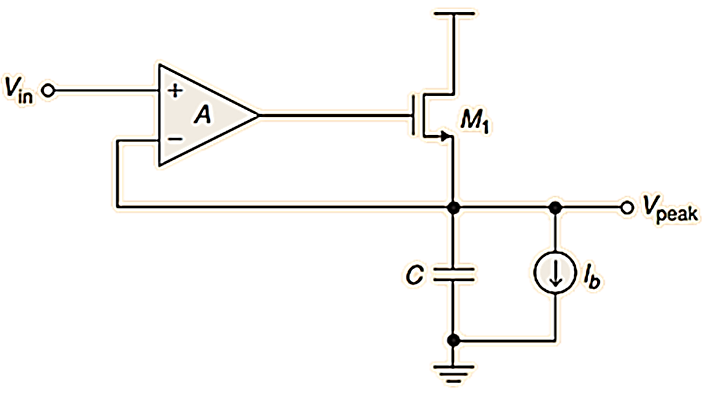 V_in
+
A
−
M_1
V_peak
C
I_b